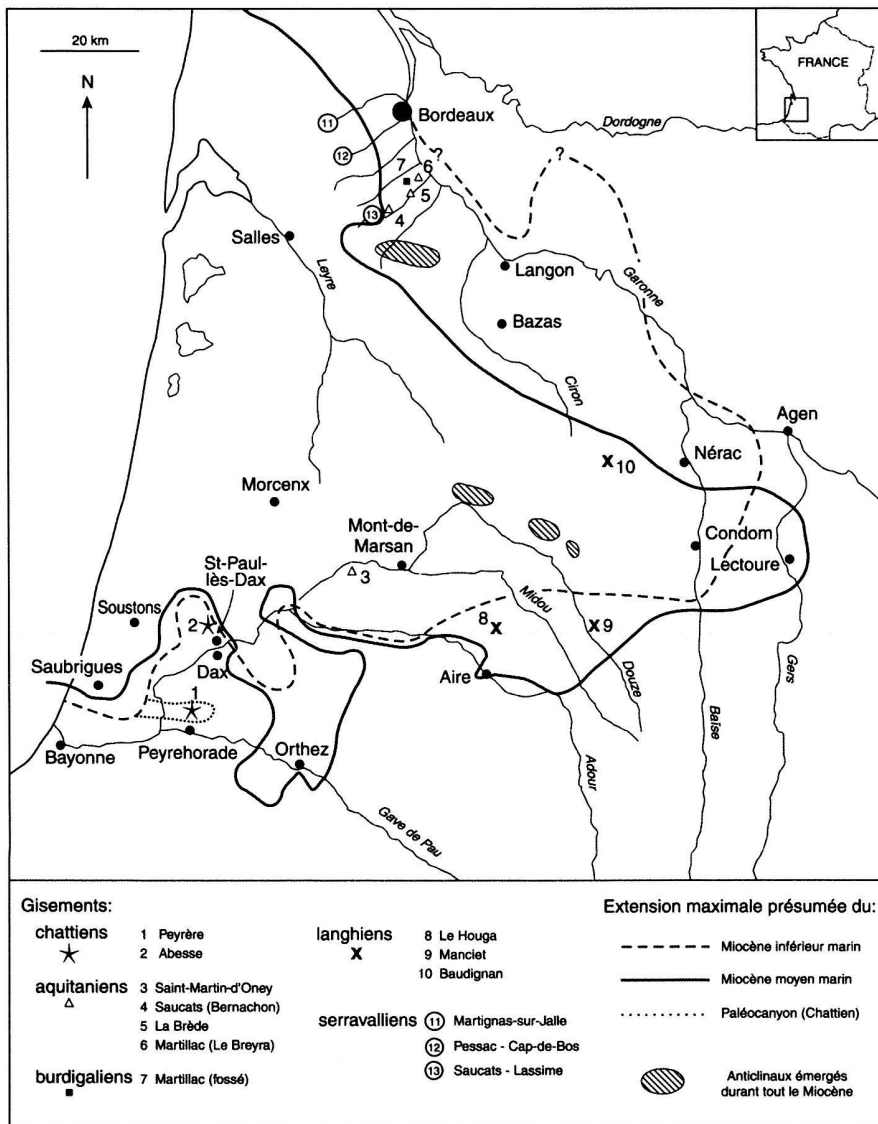 20 km
N
FRANCE
Bordeaux
Dordogne
11
12
?
?
7
6
5
13
4
Salles
Leyre
Langon
Garonne
Bazas
Ciron
Agen
Nérac
X10
Morcenx
Mont-de-
Marsan
Condom
Lectoure
St-Paul-
lès-Dax
3
Soustons
2
8
Midou
9
Dax
Saubrigues
Aire
Douze
1
Baïse
Gers
Bayonne
Peyrehorade
Orthez
Adour
Gave de Pau
Gisements:
chattiens
1 Peyrère
2 Abesse
aquitaniens
3 Saint-Martin-d'Oney
4 Saucats (Bernachon)
5 La Brède
6 Martillac (Le Breyra)
burdigaliens
7 Martillac (fossé)
langhiens
X
8 Le Houga
9 Manciet
10 Baudignan
serravalliens
11 Martignas-sur-Jalle
12 Pessac - Cap-de-Bos
13 Saucats - Lassime
Extension maximale présumée du:
Miocène inférieur marin
Miocène moyen marin
Paléocanyon (Chattien)
Anticlinaux émergés
durant tout le Miocène